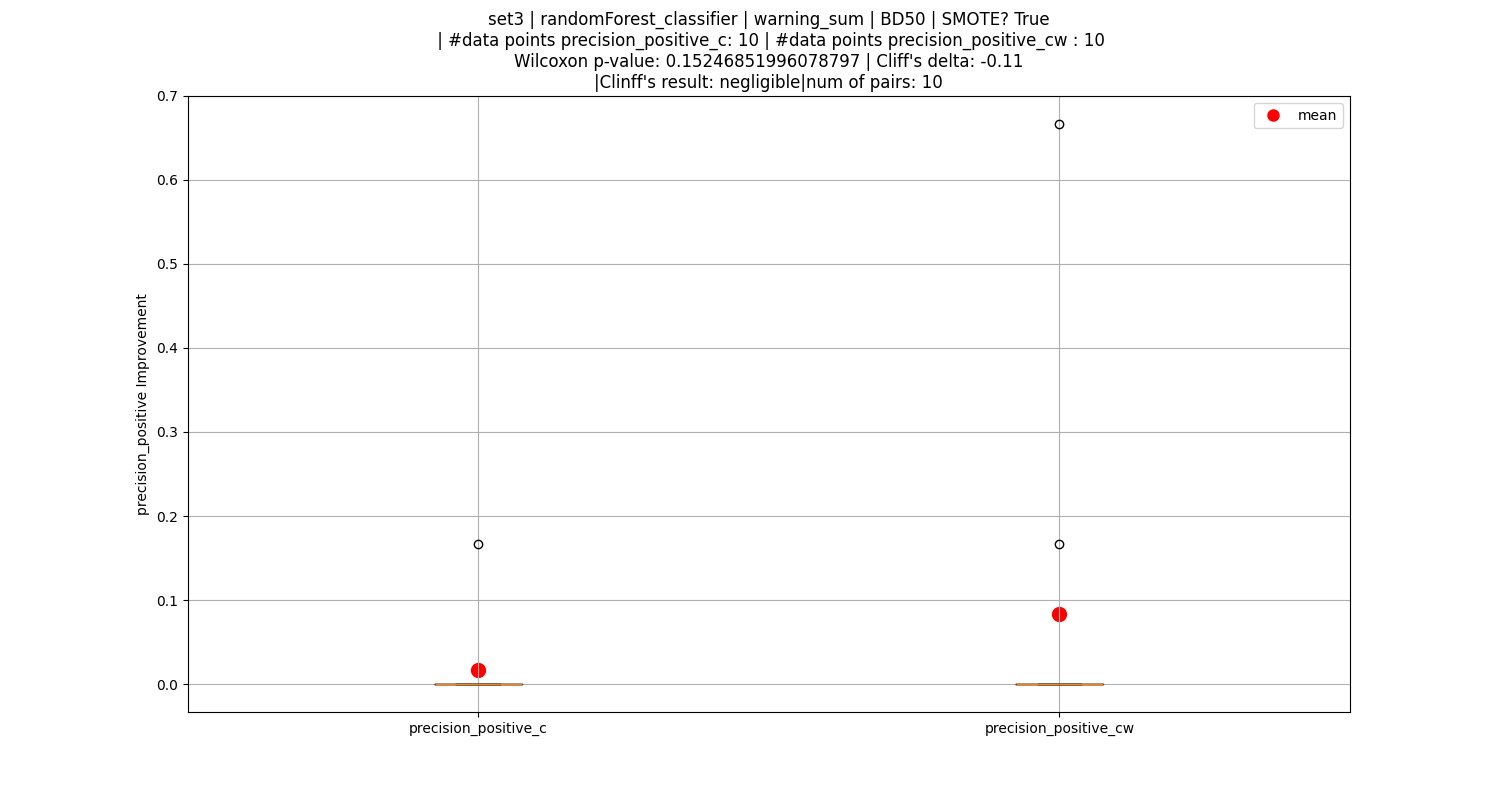 set3 | randomForest_classifier | warning_sum | BD50 | SMOTE? True
| #data points precision_positive_c: 10 | #data points precision_positive_cw : 10
Wilcoxon p-value: 0.15246851996078797 | Cliff's delta: -0.11
|Clinff's result: negligible|num of pairs: 10
mean
precision_positive Improvement
0.7
0.6
0.5
0.4
0.3
0.2
0.1
0.0
precision_positive_c
precision_positive_cw